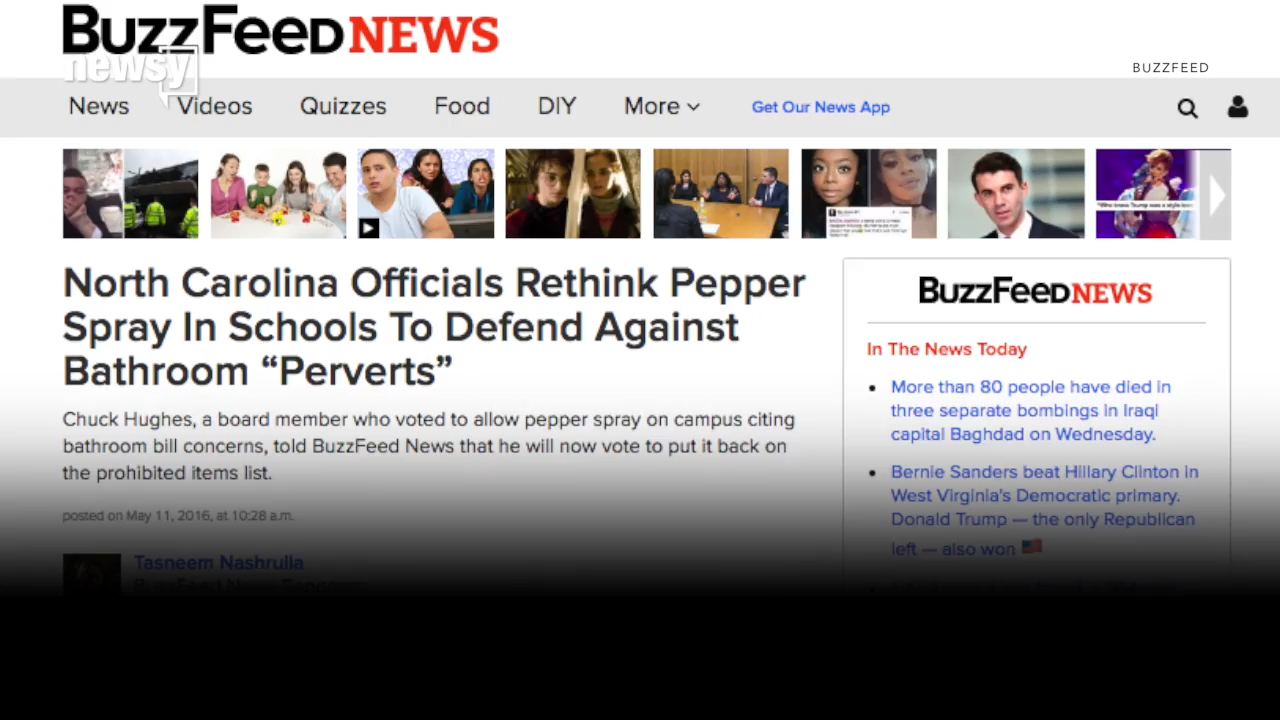 BuzzFeed NEWS
newsy
BUZZFEED
News Videos Quizzes Food DIY More Get Our News App
North Carolina Officials Rethink Pepper
Spray In Schools To Defend Against
Bathroom “Perverts”
Chuck Hughes, a board member who voted to allow pepper spray on campus citing
bathroom bill concerns, told BuzzFeed News that he will now vote to put it back on
the prohibited items list.
posted on May 11, 2016, at 10:28 a.m.
Tasneem Nashrulla
BuzzFeed News
BuzzFeed NEWS
In The News Today
• More than 80 people have died in
three separate bombings in Iraqi
capital Baghdad on Wednesday.
• Bernie Sanders beat Hillary Clinton in
West Virginia's Democratic primary.
Donald Trump — the only Republican
left — also won 🇺🇸